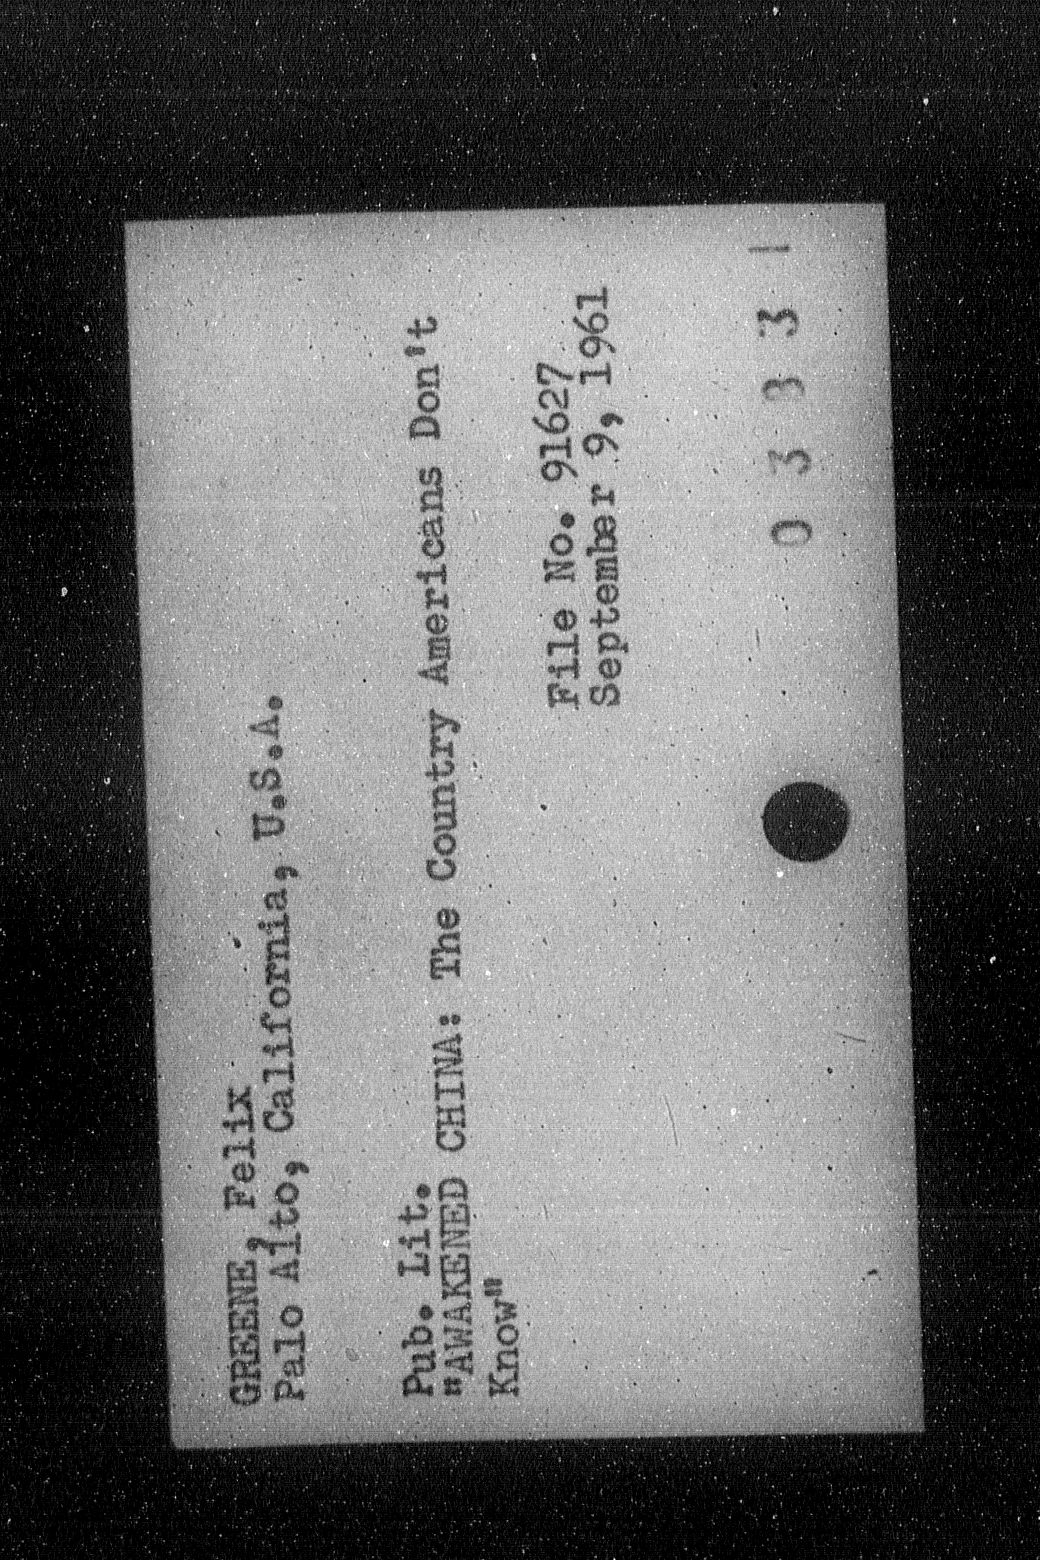 GREENE, Felix
Palo Alto, California, U.S.A.
Pub. Lit.
"AWAKENED CHINA: The Country Americans Don't
Know"
File No. 91627
September 9, 1961
0 3 3 3 1